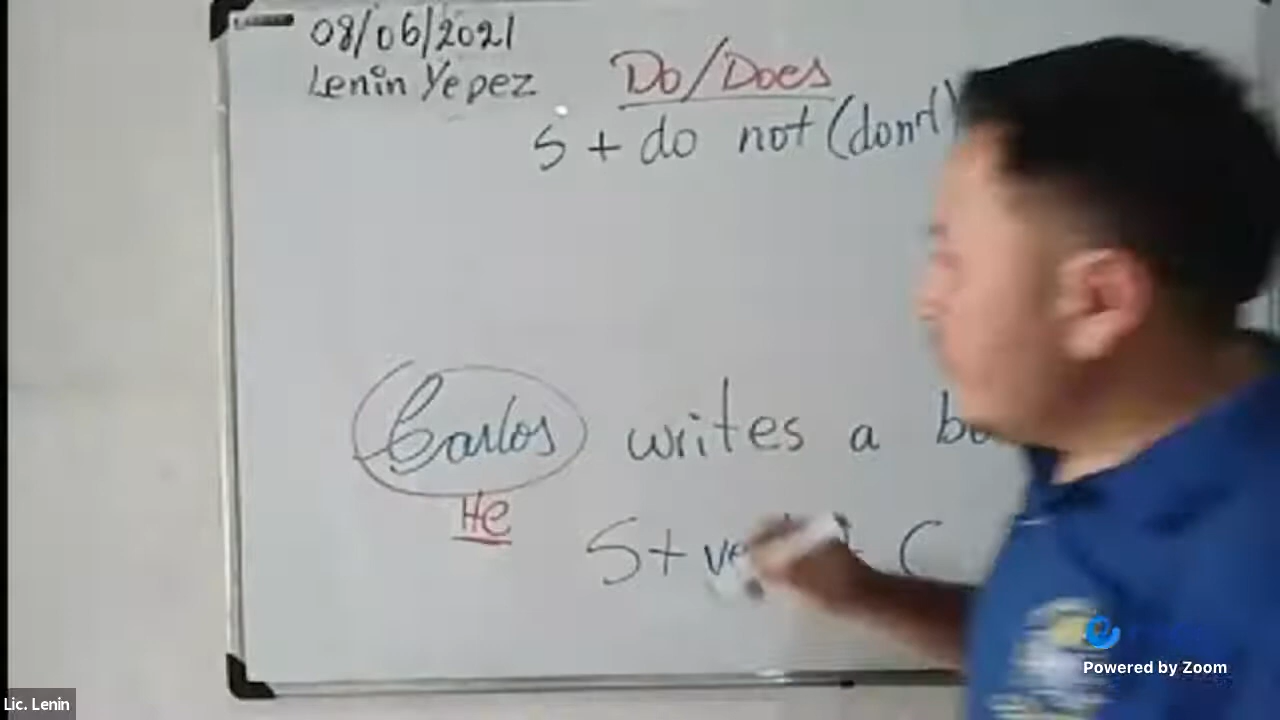 08/06/2021
Lenin Yepez
Do/Does
S + do not (don't)
Carlos writes a
He
S +
Powered by Zoom
Lic. Lenin